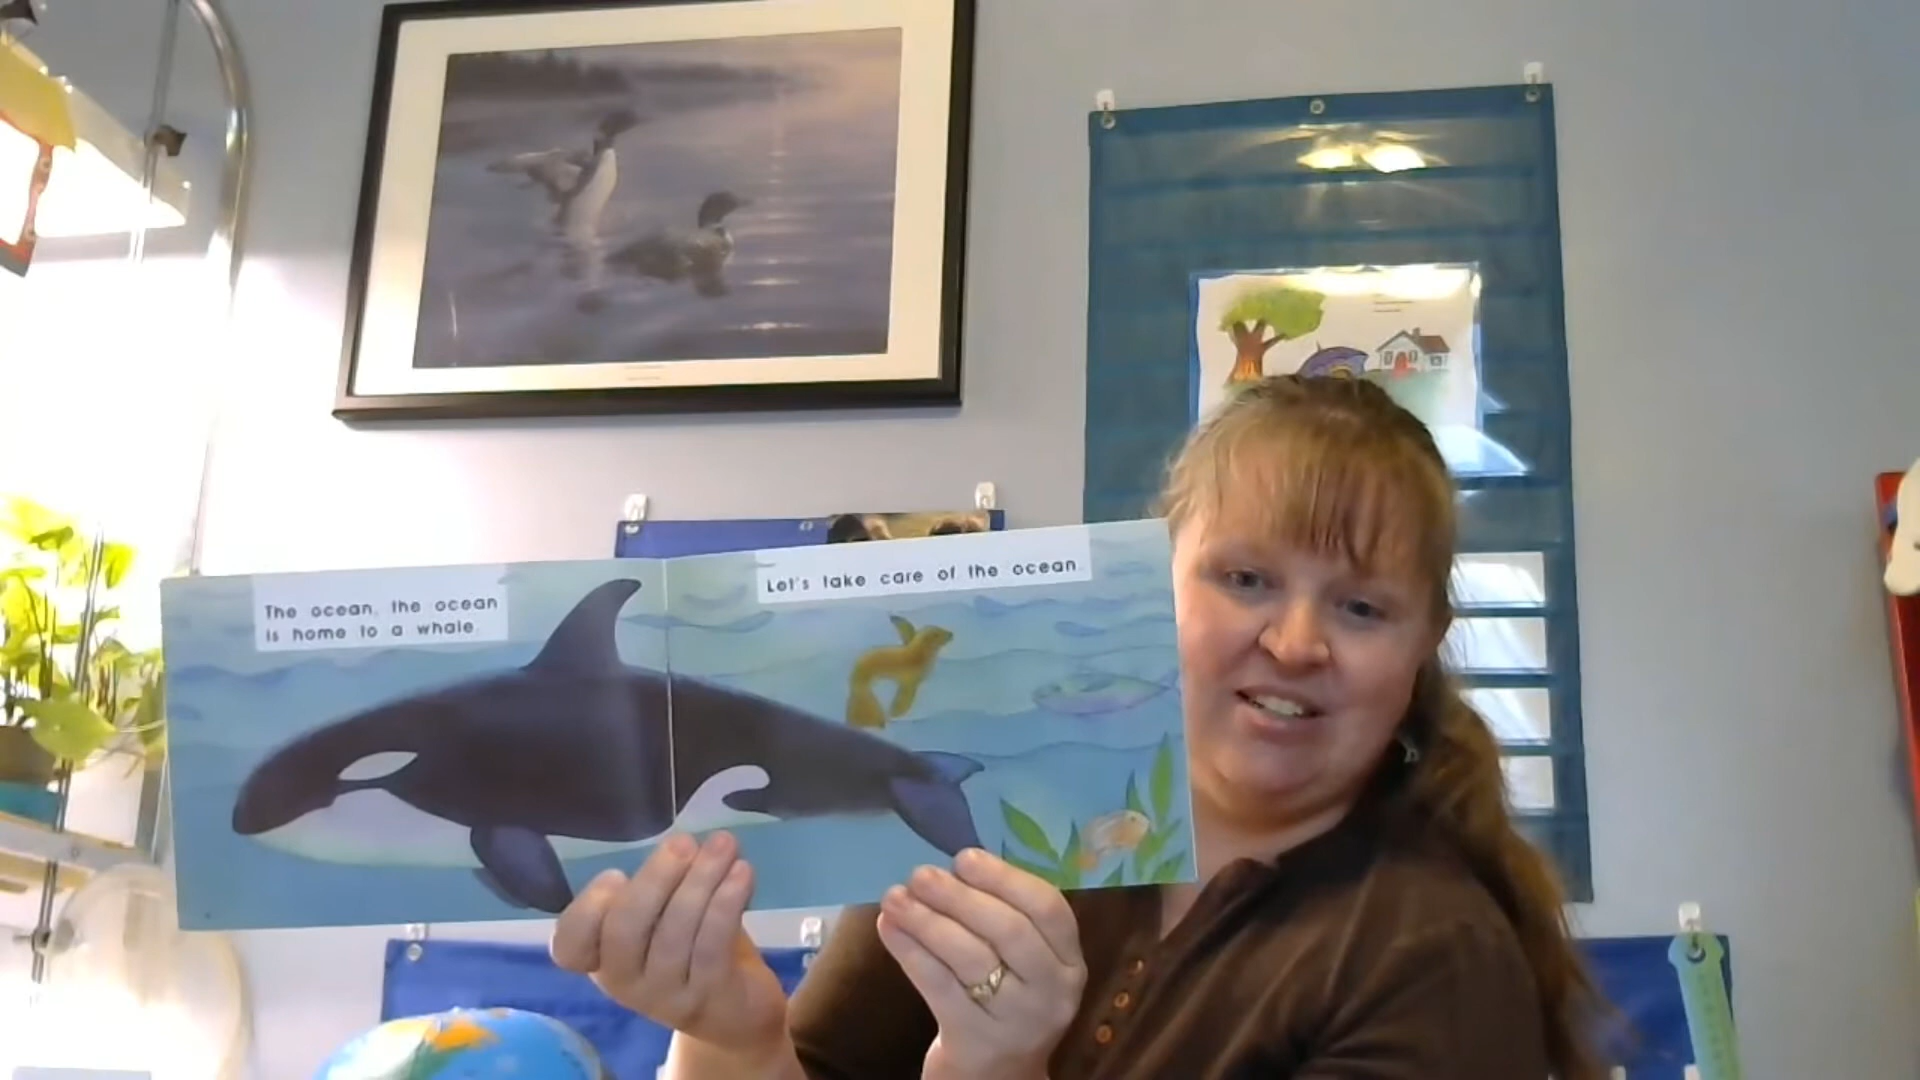 The ocean, the ocean
is home to a whale.
Let's take care of the ocean.